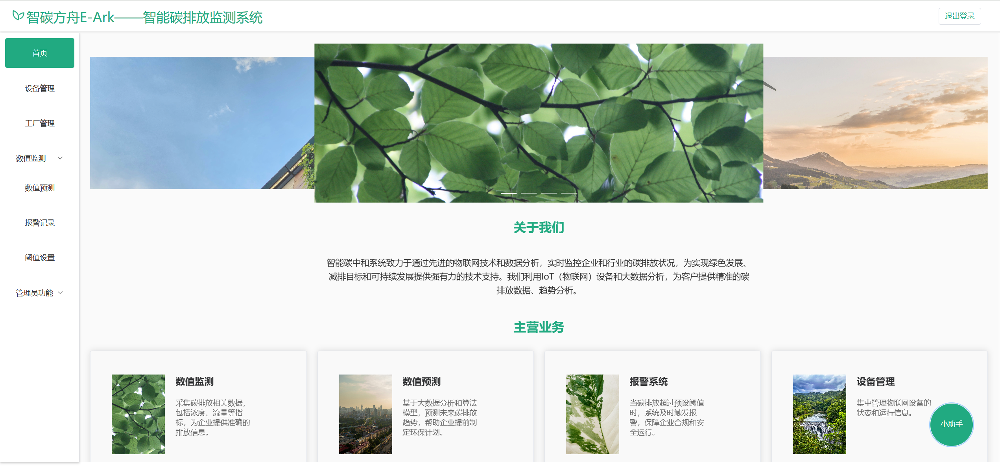 智碳方舟E-Ark——智能碳排放监测系统
退出登录
首页
设备管理
工厂管理
数值监测
数值预测
报警记录
阈值设置
管理员功能
关于我们
智能碳中和系统致力于通过先进的物联网技术和数据分析，实时监控企业和行业的碳排放状况，为实现绿色发展、
减排目标和可持续发展提供强有力的技术支持。我们利用IoT（物联网）设备和大数据分析，为客户提供精准的碳
排放数据、趋势分析。
主营业务
数值监测
采集碳排放相关数据，
包括浓度、流量等指
标，为企业提供准确的
排放信息。
数值预测
基于大数据分析和算法
模型，预测未来碳排放
趋势，帮助企业提前制
定环保计划。
报警系统
当碳排放超过预设阈值
时，系统及时触发报
警，保障企业合规和安
全运行。
设备管理
集中管理物联网设备的
状态和运行信息。
小助手